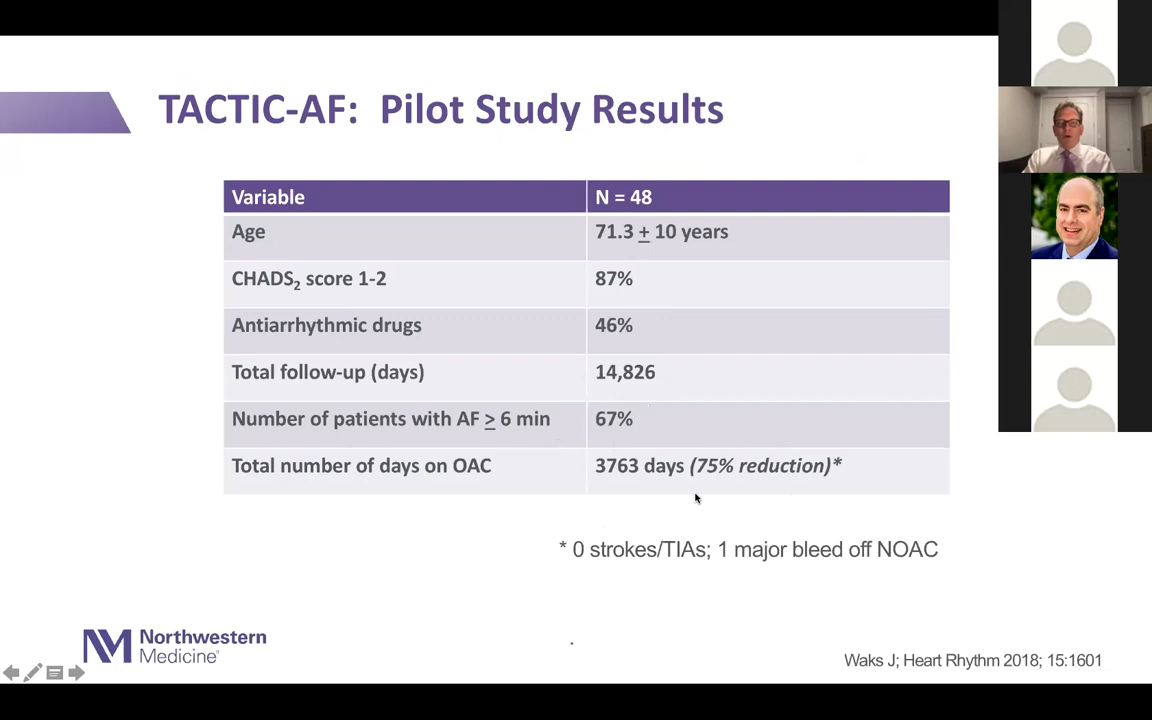 TACTIC-AF: Pilot Study Results
Variable N = 48
Age 71.3 ± 10 years
CHADS₂ score 1-2 87%
Antiarrhythmic drugs 46%
Total follow-up (days) 14,826
Number of patients with AF ≥ 6 min 67%
Total number of days on OAC 3763 days (75% reduction)*
* 0 strokes/TIAs; 1 major bleed off NOAC
NM Northwestern
Medicine®
Waks J; Heart Rhythm 2018; 15:1601